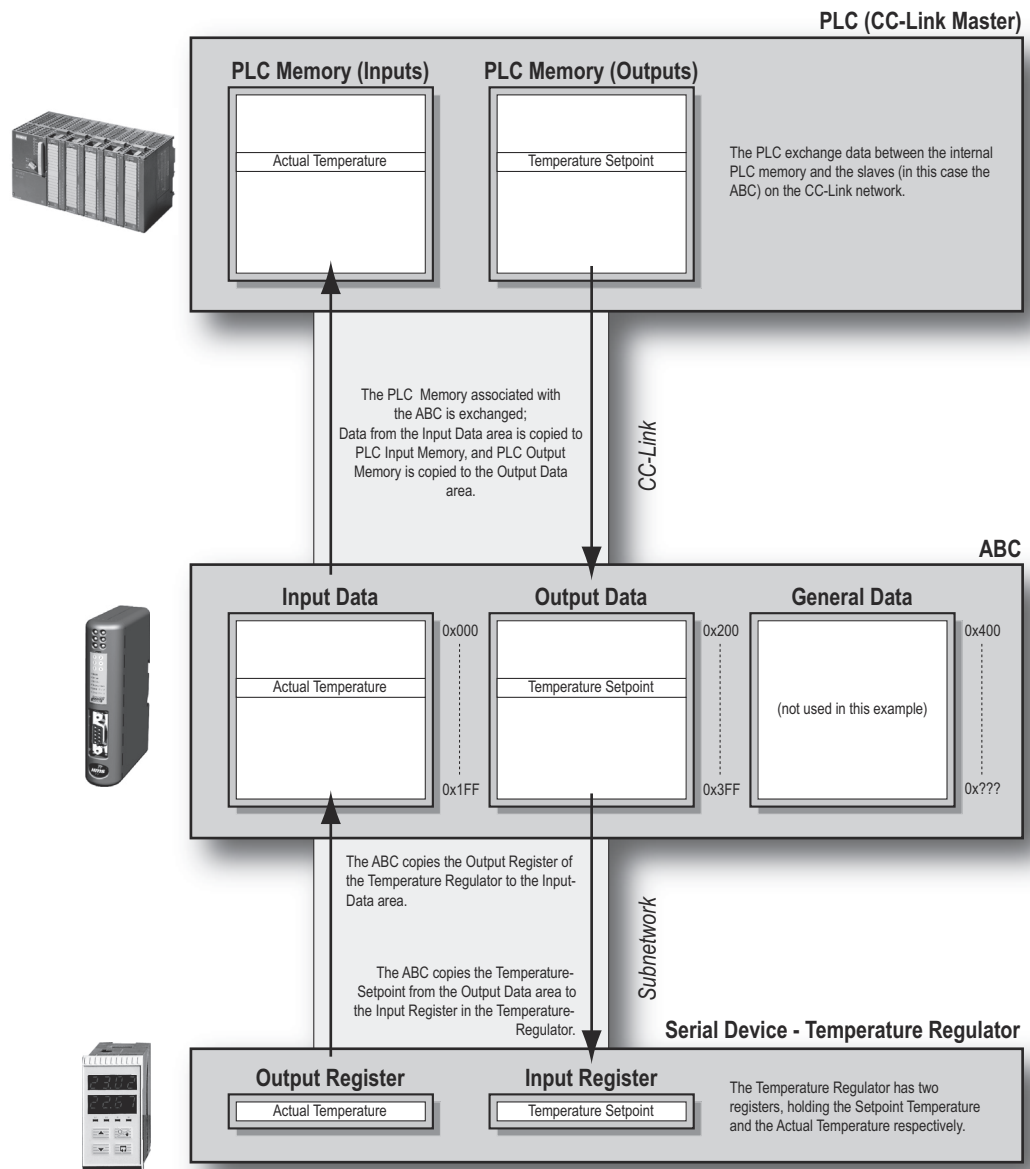 PLC (CC-Link Master)
PLC Memory (Inputs)
PLC Memory (Outputs)
Actual Temperature
Temperature Setpoint
The PLC exchange data between the internal
PLC memory and the slaves (in this case the
ABC) on the CC-Link network.
The PLC Memory associated with
the ABC is exchanged;
Data from the Input Data area is copied to
PLC Input Memory, and PLC Output
Memory is copied to the Output Data
area.
CC-Link
ABC
Input Data
Output Data
General Data
0x000
0x200
0x400
Actual Temperature
Temperature Setpoint
(not used in this example)
0x1FF
0x3FF
0x???
The ABC copies the Output Register of
the Temperature Regulator to the Input-
Data area.
The ABC copies the Temperature-
Setpoint from the Output Data area to
the Input Register in the Temperature-
Regulator.
Subnetwork
Serial Device - Temperature Regulator
Output Register
Input Register
Actual Temperature
Temperature Setpoint
The Temperature Regulator has two
registers, holding the Setpoint Temperature
and the Actual Temperature respectively.